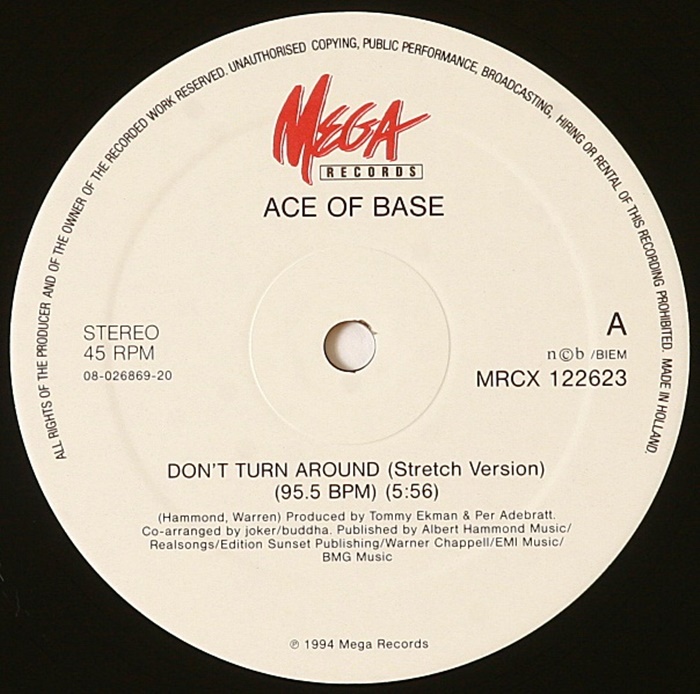 ALL RIGHTS OF THE PRODUCER AND OF THE OWNER OF THE RECORDED WORK RESERVED. UNAUTHORISED COPYING, PUBLIC PERFORMANCE, BROADCASTING, HIRING OR RENTAL OF THIS RECORDING PROHIBITED. MADE IN HOLLAND.
MEGA
RECORDS
ACE OF BASE
STEREO
45 RPM
08-026869-20
A
n©b /BIEM
MRCX 122623
DON'T TURN AROUND (Stretch Version)
(95.5 BPM) (5:56)
(Hammond, Warren) Produced by Tommy Ekman & Per Adebratt.
Co-arranged by joker/buddha. Published by Albert Hammond Music/
Realsongs/Edition Sunset Publishing/Warner Chappell/EMI Music/
BMG Music
℗ 1994 Mega Records